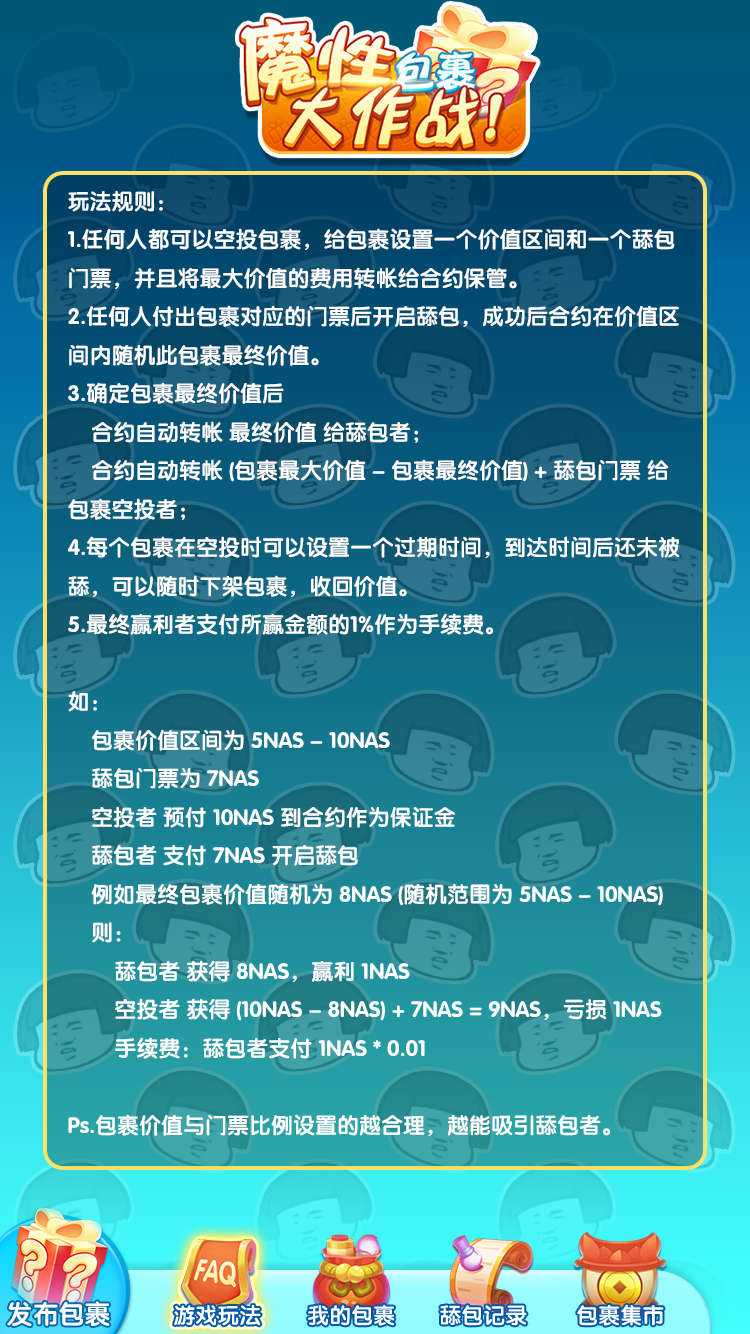 魔性包裹
大作战!
玩法规则：
1.任何人都可以空投包裹，给包裹设置一个价值区间和一个舔包
门票，并且将最大价值的费用转帐给合约保管。
2.任何人付出包裹对应的门票后开启舔包，成功后合约在价值区
间内随机此包裹最终价值。
3.确定包裹最终价值后
合约自动转帐 最终价值 给舔包者；
合约自动转帐 (包裹最大价值 – 包裹最终价值) + 舔包门票 给
包裹空投者；
4.每个包裹在空投时可以设置一个过期时间，到达时间后还未被
舔，可以随时下架包裹，收回价值。
5.最终赢利者支付所赢金额的1%作为手续费。
如：
包裹价值区间为 5NAS – 10NAS
舔包门票为 7NAS
空投者 预付 10NAS 到合约作为保证金
舔包者 支付 7NAS 开启舔包
例如最终包裹价值随机为 8NAS (随机范围为 5NAS – 10NAS)
则：
舔包者 获得 8NAS，赢利 1NAS
空投者 获得 (10NAS – 8NAS) + 7NAS = 9NAS，亏损 1NAS
手续费：舔包者支付 1NAS * 0.01
Ps.包裹价值与门票比例设置的越合理，越能吸引舔包者。
? ?
FAQ
发布包裹 游戏玩法 我的包裹 舔包记录 包裹集市